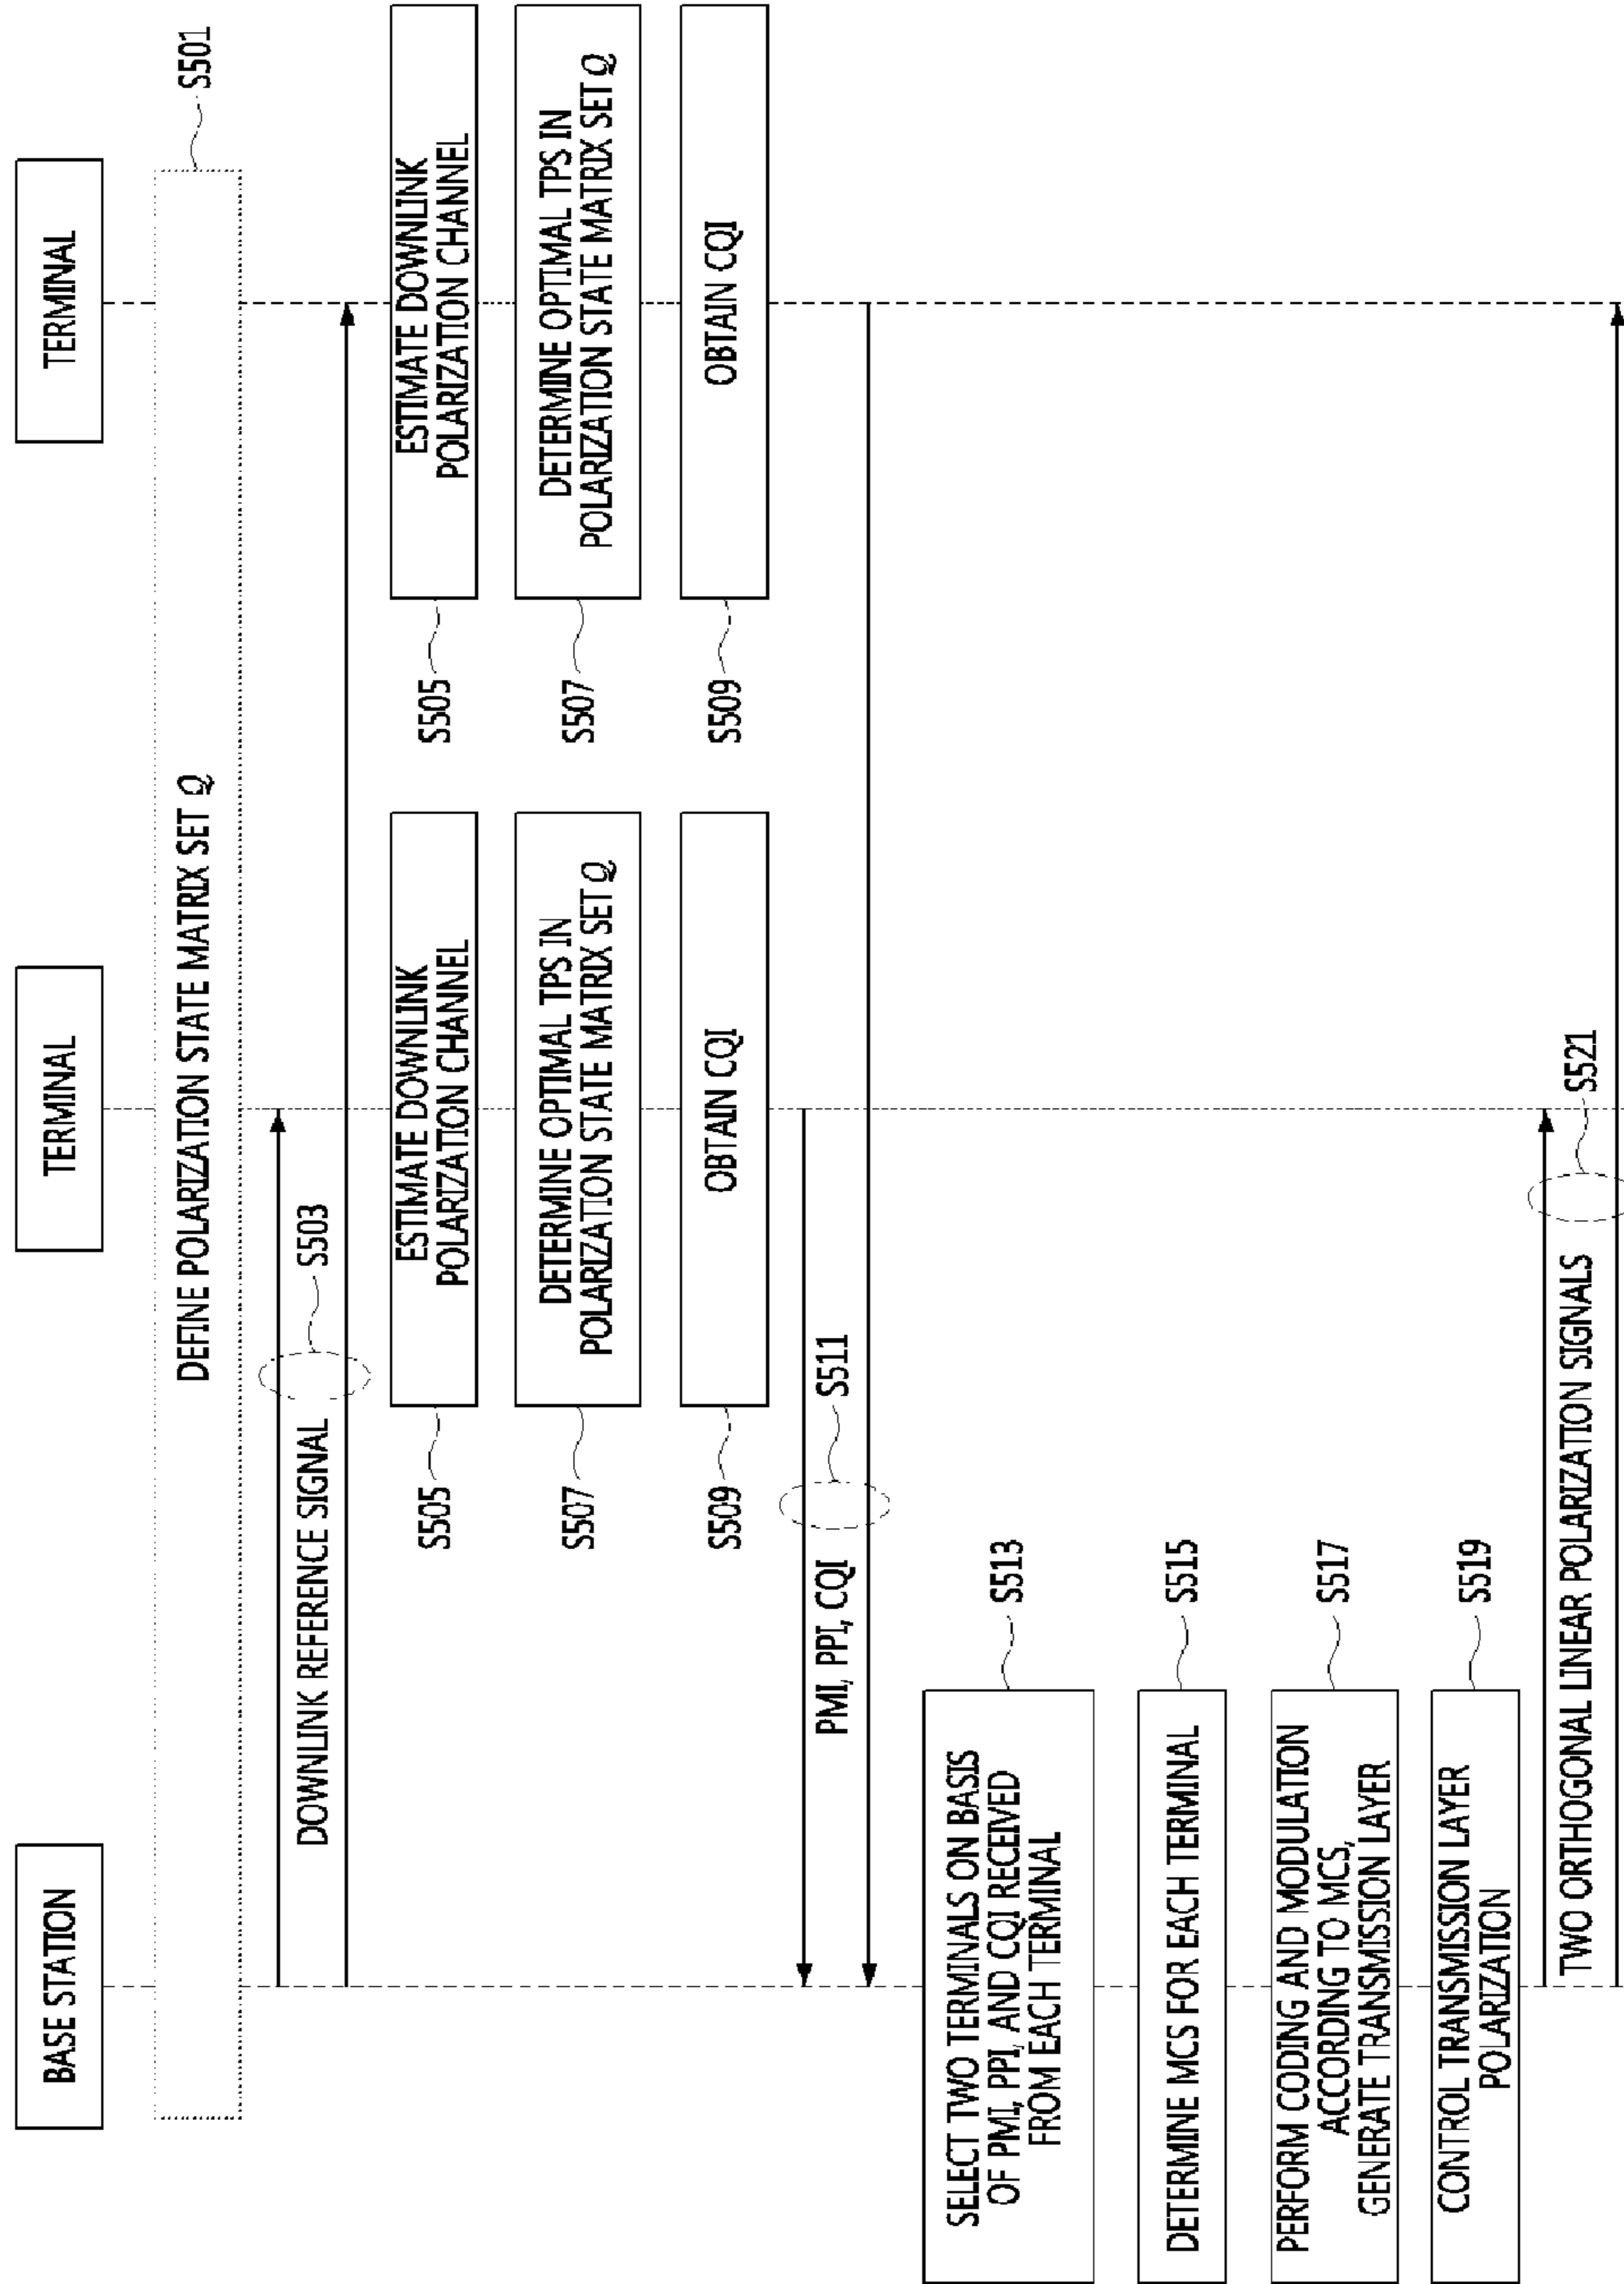 BASE STATION
TERMINAL
TERMINAL
DEFINE POLARIZATION STATE MATRIX SET Q
S501
DOWNLINK REFERENCE SIGNAL
S503
S505
ESTIMATE DOWNLINK
POLARIZATION CHANNEL
S505
ESTIMATE DOWNLINK
POLARIZATION CHANNEL
S507
DETERMINE OPTIMAL TPS IN
POLARIZATION STATE MATRIX SET Q
S507
DETERMINE OPTIMAL TPS IN
POLARIZATION STATE MATRIX SET Q
S509
OBTAIN CQI
S509
OBTAIN CQI
PMI, PPI, CQI
S511
SELECT TWO TERMINALS ON BASIS
OF PMI, PPI, AND CQI RECEIVED
FROM EACH TERMINAL
S513
DETERMINE MCS FOR EACH TERMINAL
S515
PERFORM CODING AND MODULATION
ACCORDING TO MCS,
GENERATE TRANSMISSION LAYER
S517
CONTROL TRANSMISSION LAYER
POLARIZATION
S519
TWO ORTHOGONAL LINEAR POLARIZATION SIGNALS
S521